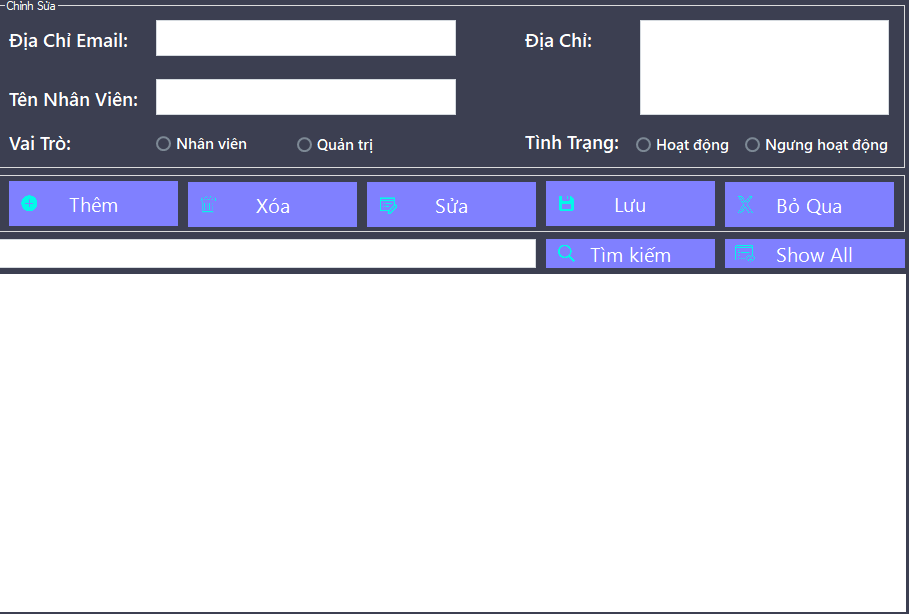 Chỉnh Sửa
Địa Chỉ Email:
Địa Chỉ:
Tên Nhân Viên:
Vai Trò: Nhân viên Quản trị
Tình Trạng: Hoạt động Ngưng hoạt động
Thêm Xóa Sửa Lưu Bỏ Qua
Tìm kiếm Show All